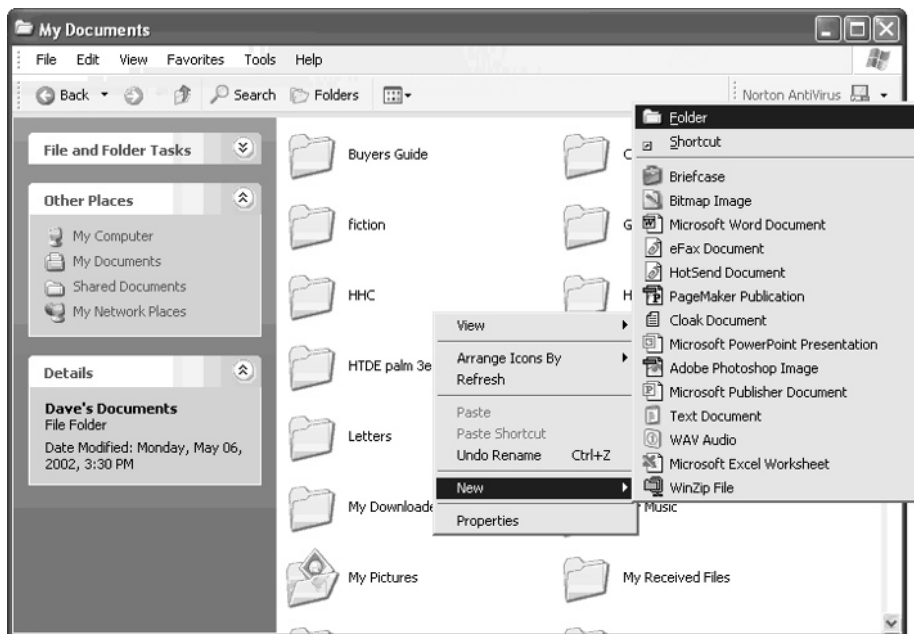 My Documents
File Edit View Favorites Tools Help
Back Search Folders Norton AntiVirus
File and Folder Tasks
Other Places
My Computer
My Documents
Shared Documents
My Network Places
Details
Dave's Documents
File Folder
Date Modified: Monday, May 06,
2002, 3:30 PM
Buyers Guide
fiction
HHC
HTDE palm 3e
Letters
My Pictures
My Received Files
View
Arrange Icons By
Refresh
Paste
Paste Shortcut
Undo Rename Ctrl+Z
New
Properties
Folder
Shortcut
Briefcase
Bitmap Image
Microsoft Word Document
eFax Document
HotSend Document
PageMaker Publication
Cloak Document
Microsoft PowerPoint Presentation
Adobe Photoshop Image
Microsoft Publisher Document
Text Document
WAV Audio
Microsoft Excel Worksheet
WinZip File